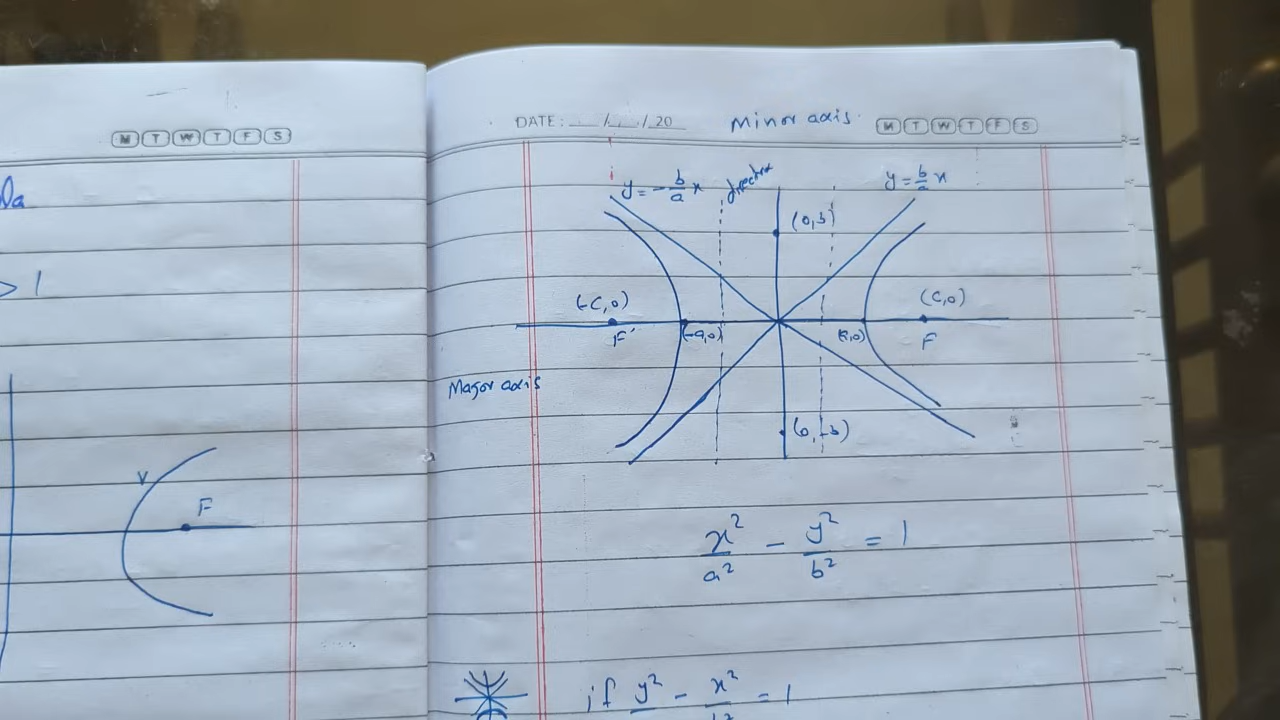 M T W T F S
> 1
V
F
DATE: / /20
Minor axis
M T W T F S
y = -b/a x
directrix
y = b/a x
(0,b)
(-C,0)
(C,0)
F'
(-a,0)
(a,0)
F
Major axis
(0,-b)
x²/a² - y²/b² = 1
if y² - x² = 1